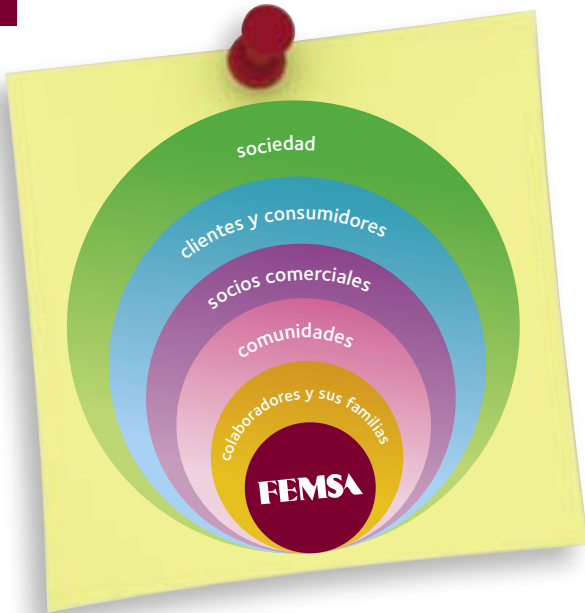 sociedad
clientes y consumidores
socios comerciales
comunidades
colaboradores y sus familias
FEMSA